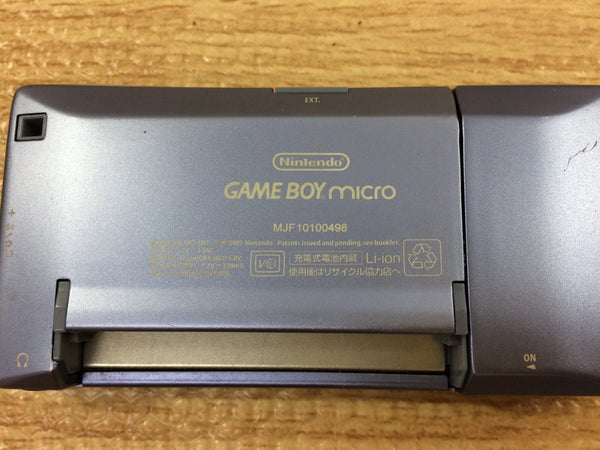 EXT.
Nintendo
GAME BOY micro
MJF10100498
© 2005 Nintendo. Patents issued and pending, see booklet.
VCI
充電式電池内蔵 Li-ion
使用後はリサイクル協力店へ
ON